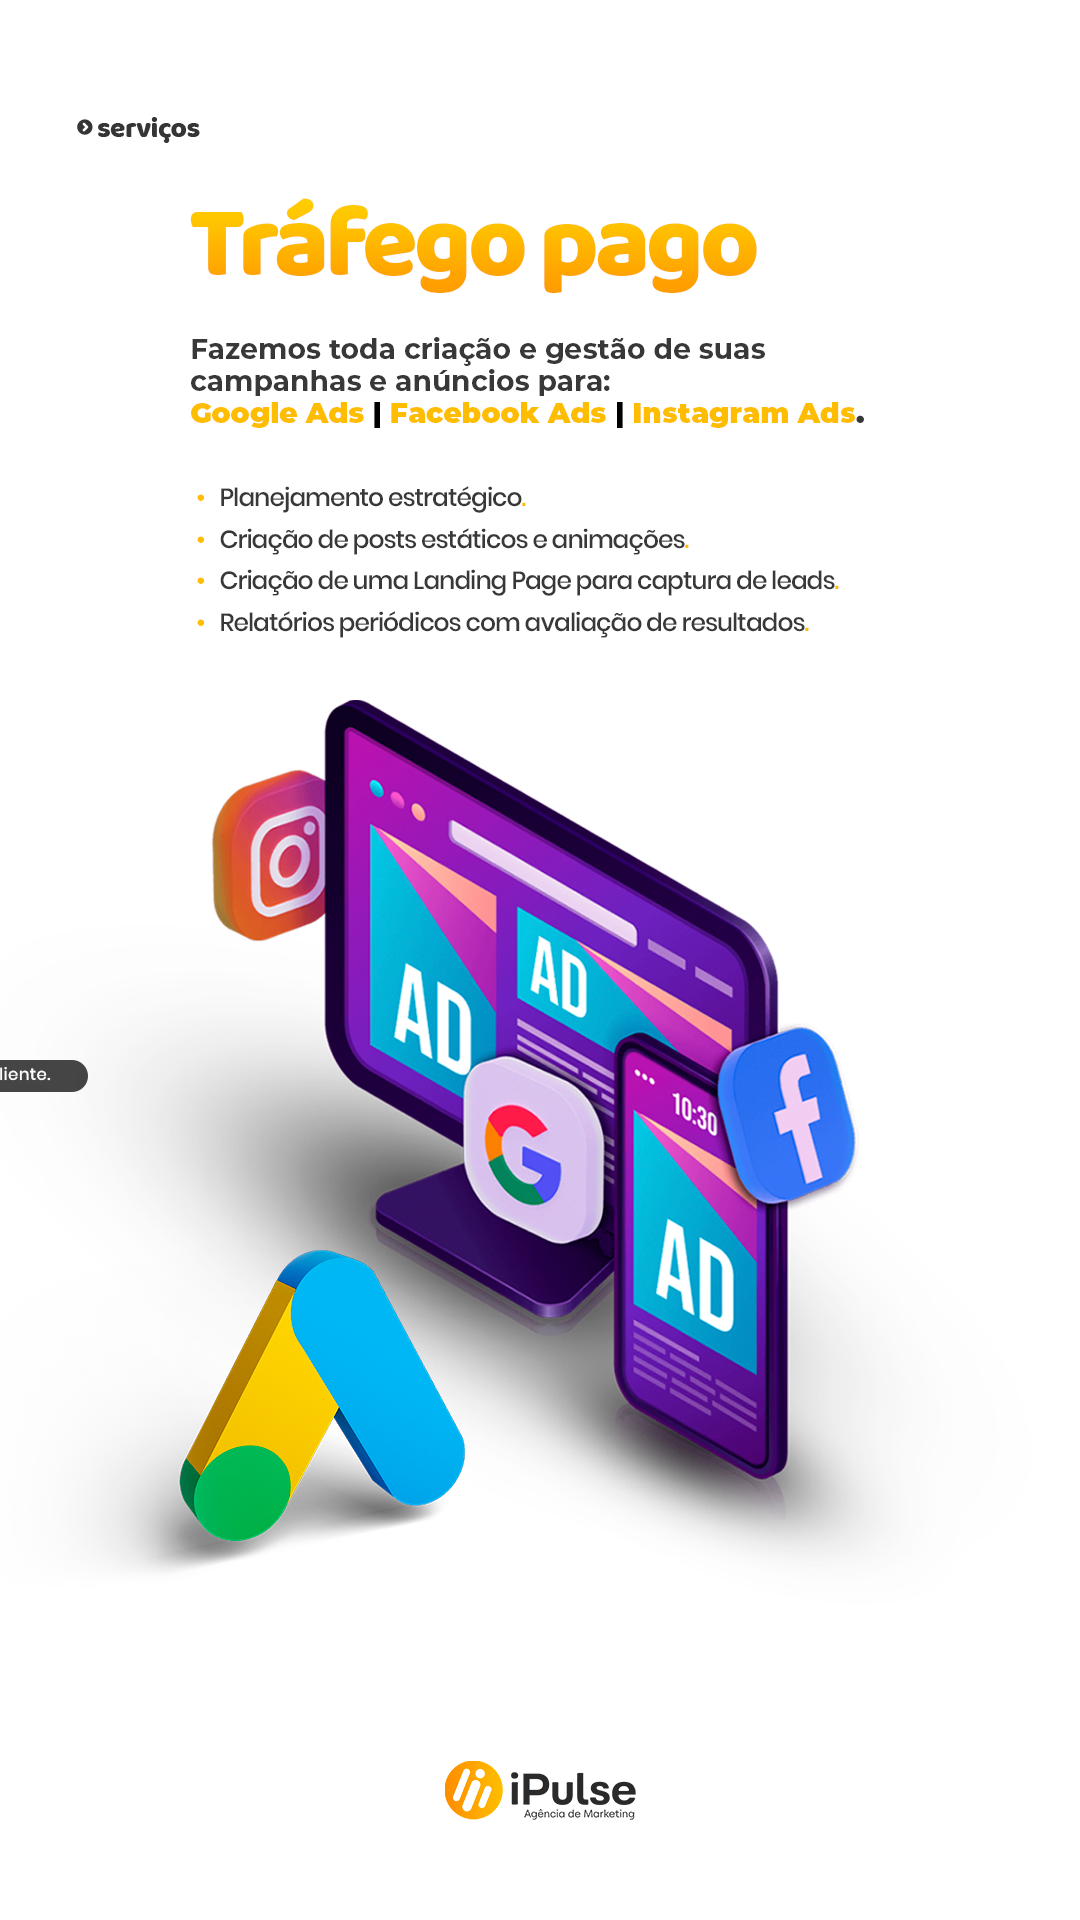 serviços
Tráfego pago
Fazemos toda criação e gestão de suas
campanhas e anúncios para:
Google Ads | Facebook Ads | Instagram Ads.
• Planejamento estratégico.
• Criação de posts estáticos e animações.
• Criação de uma Landing Page para captura de leads.
• Relatórios periódicos com avaliação de resultados.
AD
AD
liente.
10:30
AD
iPulse
Agência de Marketing